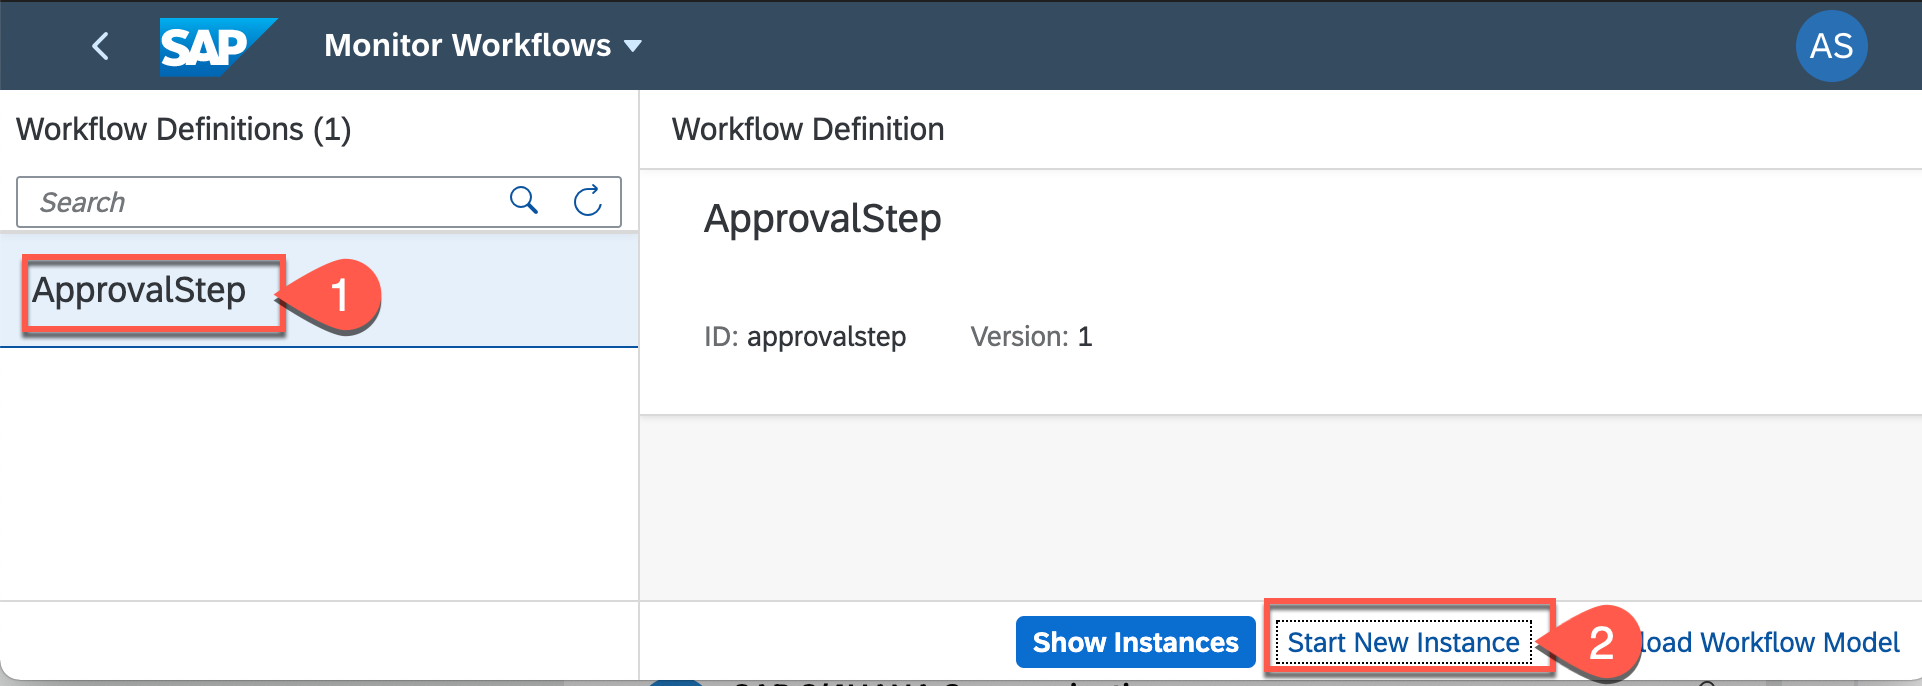 SAP Monitor Workflows AS
Workflow Definitions (1)
Search
ApprovalStep 1
Workflow Definition
ApprovalStep
ID: approvalstep Version: 1
Show Instances Start New Instance 2 load Workflow Model